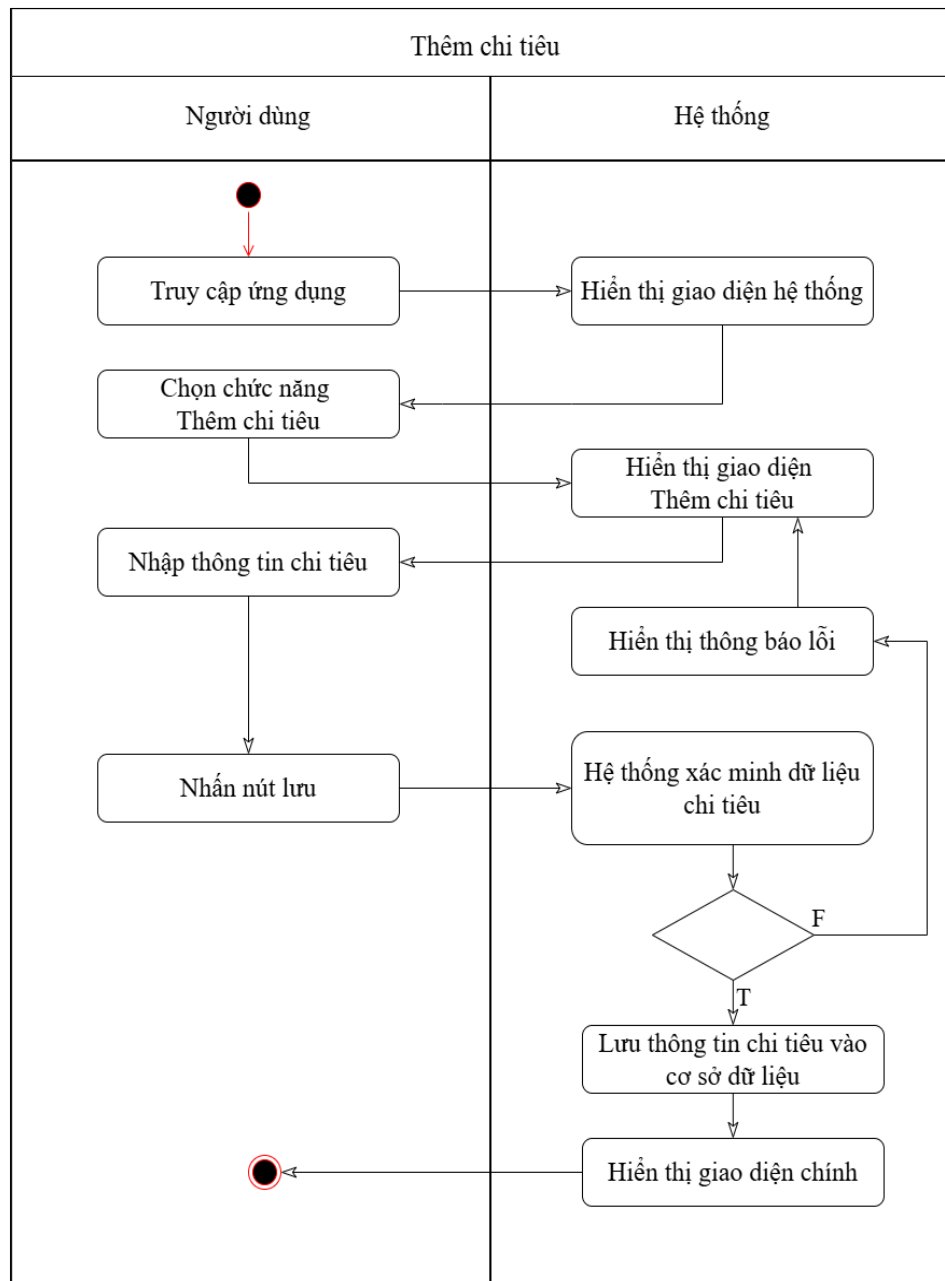 Thêm chi tiêu
Người dùng
Hệ thống
Truy cập ứng dụng
Hiển thị giao diện hệ thống
Chọn chức năng
Thêm chi tiêu
Hiển thị giao diện
Thêm chi tiêu
Nhập thông tin chi tiêu
Hiển thị thông báo lỗi
Nhấn nút lưu
Hệ thống xác minh dữ liệu
chi tiêu
F
T
Lưu thông tin chi tiêu vào
cơ sở dữ liệu
Hiển thị giao diện chính